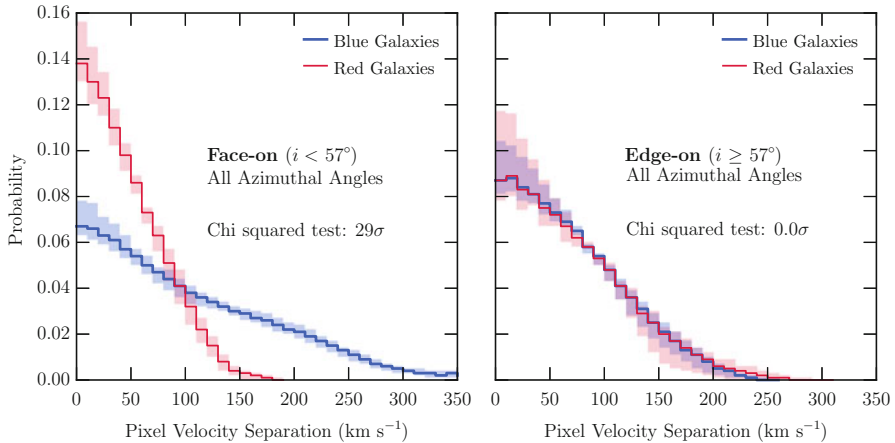 Probability
0.16
0.14
0.12
0.10
0.08
0.06
0.04
0.02
0.00
Blue Galaxies
Red Galaxies
Face-on (i < 57°)
All Azimuthal Angles
Chi squared test: 29σ
0 50 100 150 200 250 300 350
Pixel Velocity Separation (km s⁻¹)
Blue Galaxies
Red Galaxies
Edge-on (i ≥ 57°)
All Azimuthal Angles
Chi squared test: 0.0σ
0 50 100 150 200 250 300 350
Pixel Velocity Separation (km s⁻¹)